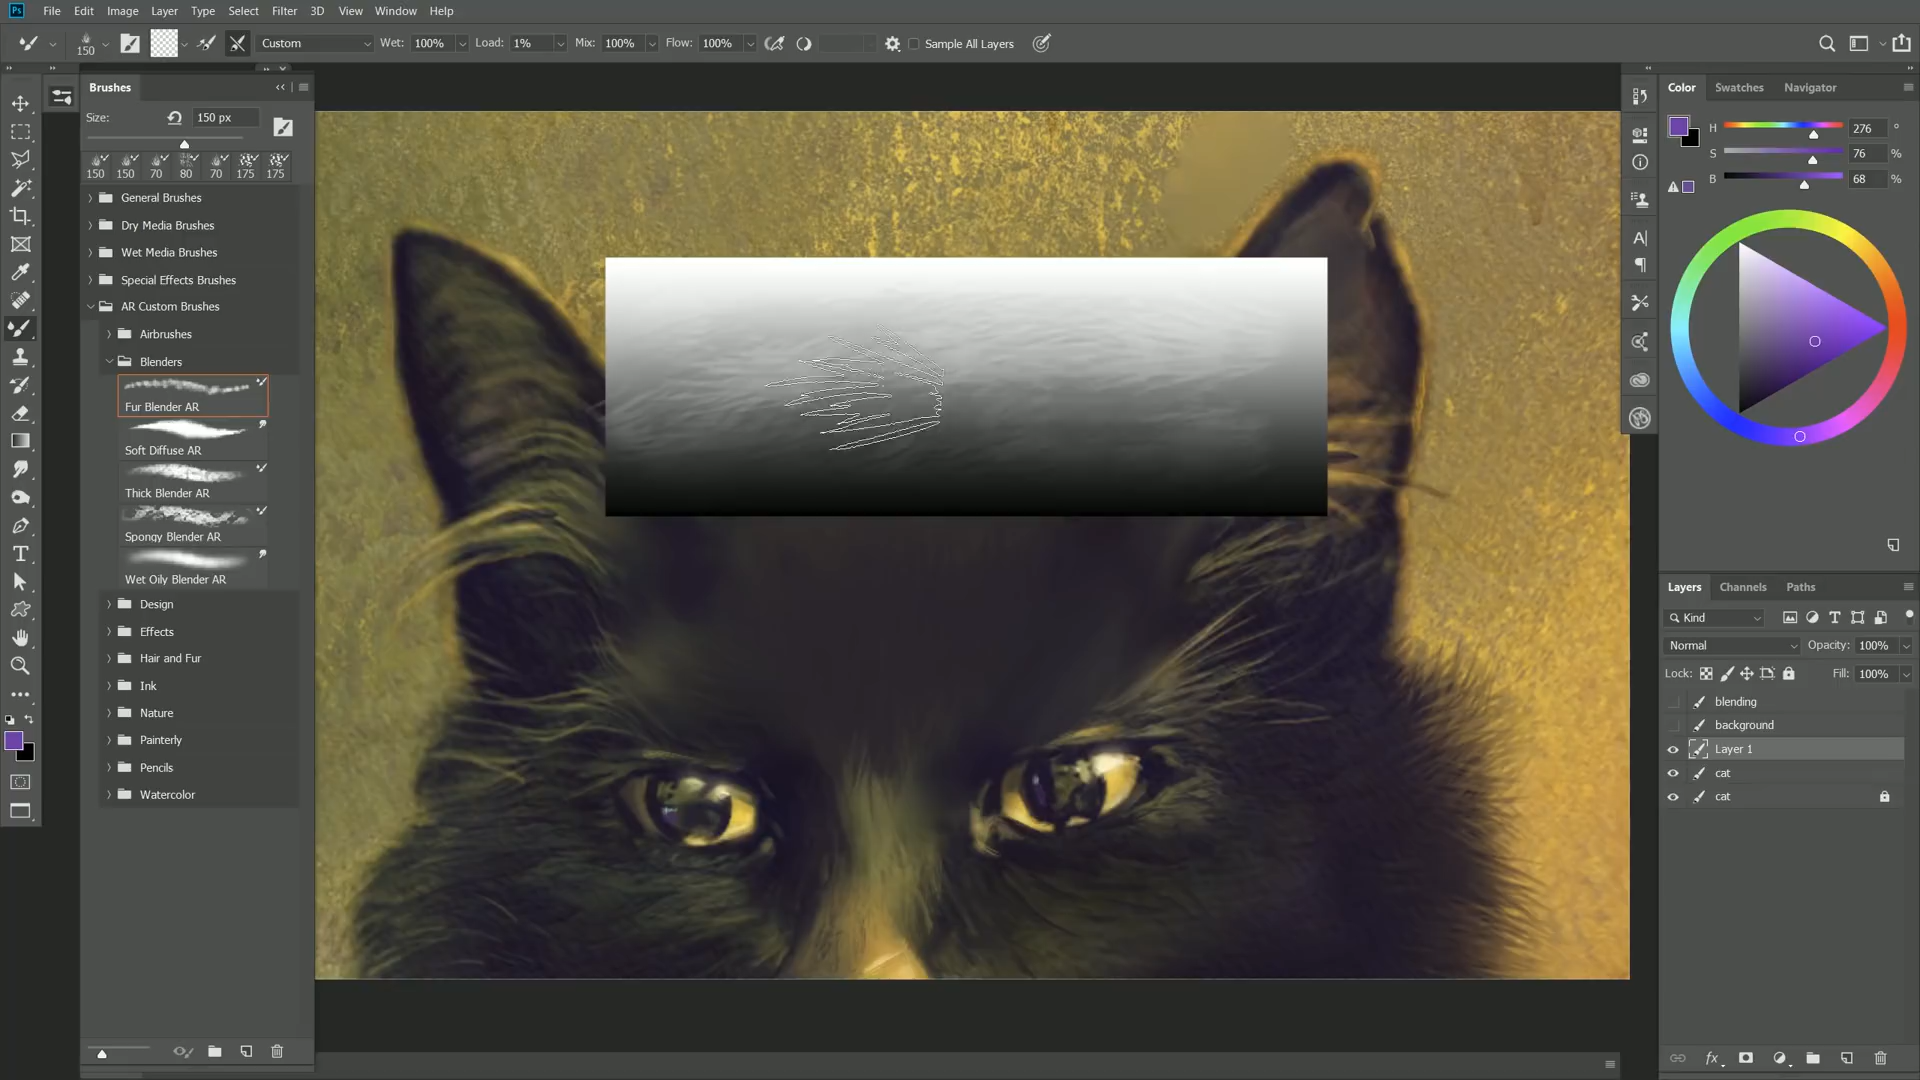 Ps File Edit Image Layer Type Select Filter 3D View Window Help
150 Custom Wet: 100% Load: 1% Mix: 100% Flow: 100% Sample All Layers
Brushes
Size: 150 px
150 150 70 80 70 175 175
General Brushes
Dry Media Brushes
Wet Media Brushes
Special Effects Brushes
AR Custom Brushes
Airbrushes
Blenders
Fur Blender AR
Soft Diffuse AR
Thick Blender AR
Spongy Blender AR
Wet Oily Blender AR
Design
Effects
Hair and Fur
Ink
Nature
Painterly
Pencils
Watercolor
Color Swatches Navigator
H 276 °
S 76 %
B 68 %
Layers Channels Paths
Kind
Normal Opacity: 100%
Lock: Fill: 100%
blending
background
Layer 1
cat
cat
fx